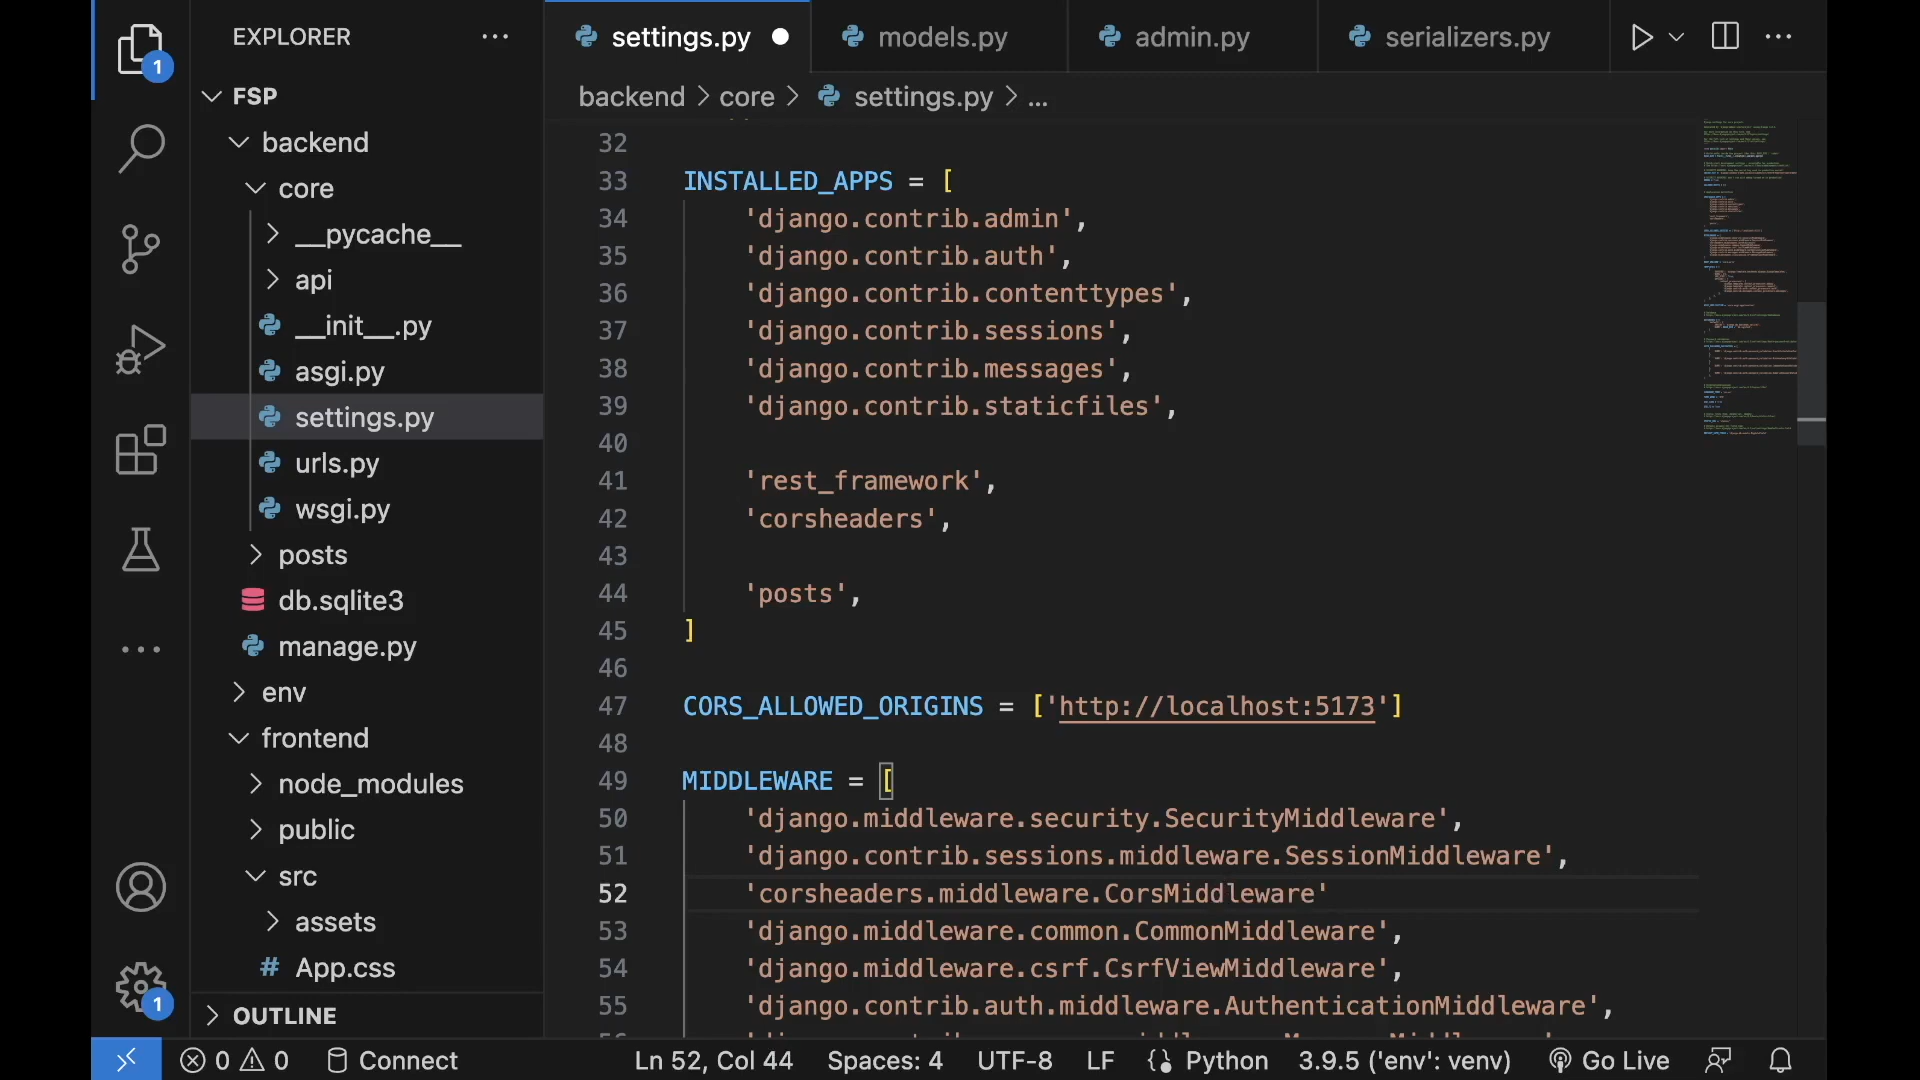 EXPLORER
1
FSP
backend
core
__pycache__
api
__init__.py
asgi.py
settings.py
urls.py
wsgi.py
posts
db.sqlite3
manage.py
env
frontend
node_modules
public
src
assets
# App.css
OUTLINE
1
settings.py
models.py
admin.py
serializers.py
backend > core > settings.py > ...
32
33 INSTALLED_APPS = [
34 'django.contrib.admin',
35 'django.contrib.auth',
36 'django.contrib.contenttypes',
37 'django.contrib.sessions',
38 'django.contrib.messages',
39 'django.contrib.staticfiles',
40
41 'rest_framework',
42 'corsheaders',
43
44 'posts',
45 ]
46
47 CORS_ALLOWED_ORIGINS = ['http://localhost:5173']
48
49 MIDDLEWARE = [
50 'django.middleware.security.SecurityMiddleware',
51 'django.contrib.sessions.middleware.SessionMiddleware',
52 'corsheaders.middleware.CorsMiddleware'
53 'django.middleware.common.CommonMiddleware',
54 'django.middleware.csrf.CsrfViewMiddleware',
55 'django.contrib.auth.middleware.AuthenticationMiddleware',
0 0 Connect Ln 52, Col 44 Spaces: 4 UTF-8 LF Python 3.9.5 ('env': venv) Go Live